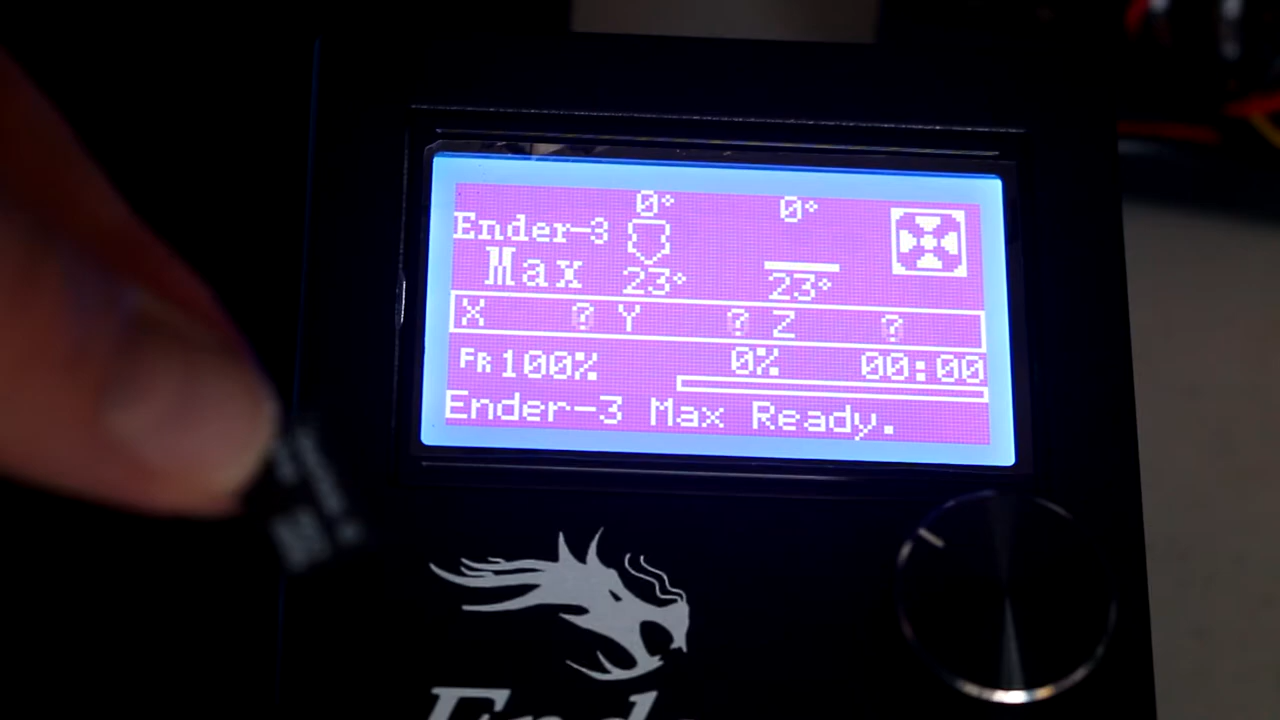 0° 0°
Ender-3
Max
23° 23°
X ? Y ? Z ?
FR 100% 0% 00:00
Ender-3 Max Ready.